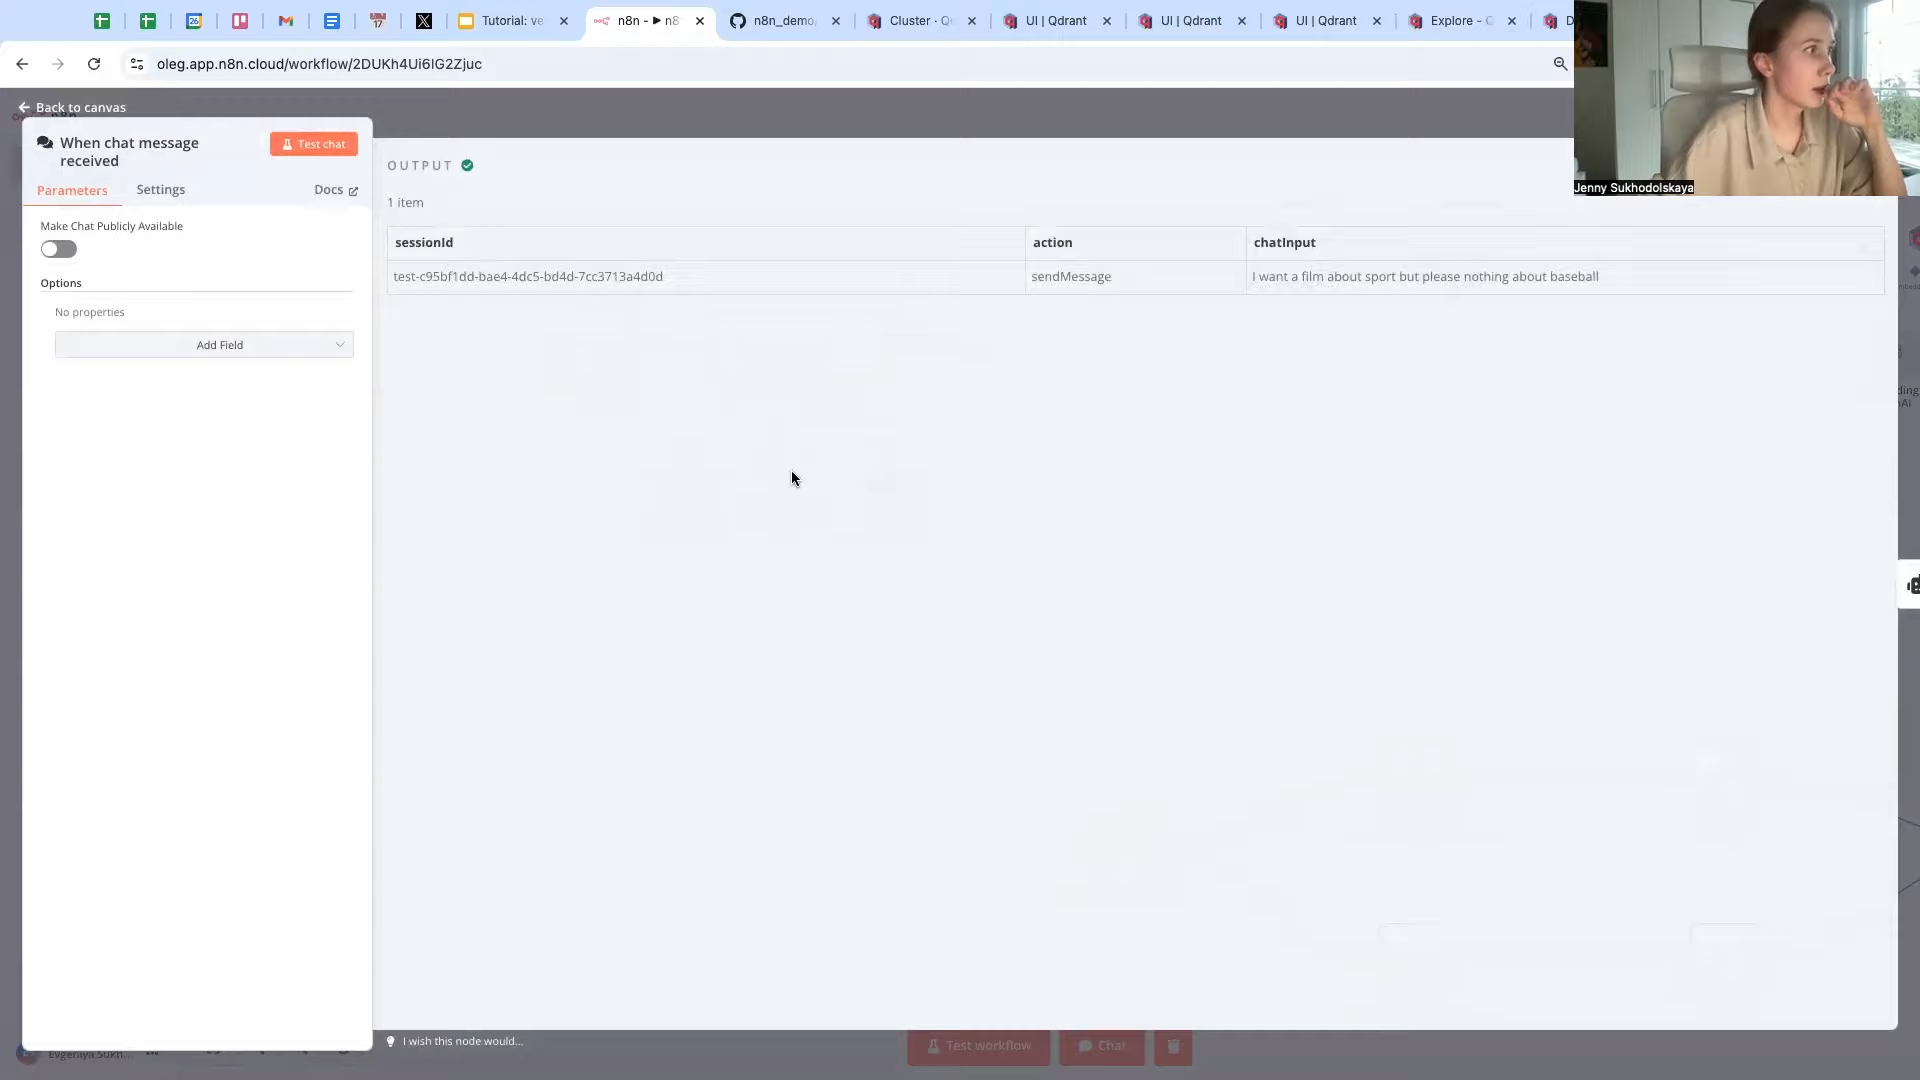 Tutorial: ve
n8n - ▶ n8
n8n_demo
Cluster · Q
UI | Qdrant
UI | Qdrant
UI | Qdrant
Explore - Q
D
oleg.app.n8n.cloud/workflow/2DUKh4Ui6IG2Zjuc
Jenny Sukhodolskaya
Back to canvas
When chat message
received
Test chat
Parameters
Settings
Docs
Make Chat Publicly Available
Options
No properties
Add Field
OUTPUT
1 item
sessionId
action
chatInput
test-c95bf1dd-bae4-4dc5-bd4d-7cc3713a4d0d
sendMessage
I want a film about sport but please nothing about baseball
I wish this node would...
Test workflow
Chat
Evgeniya Sukh...